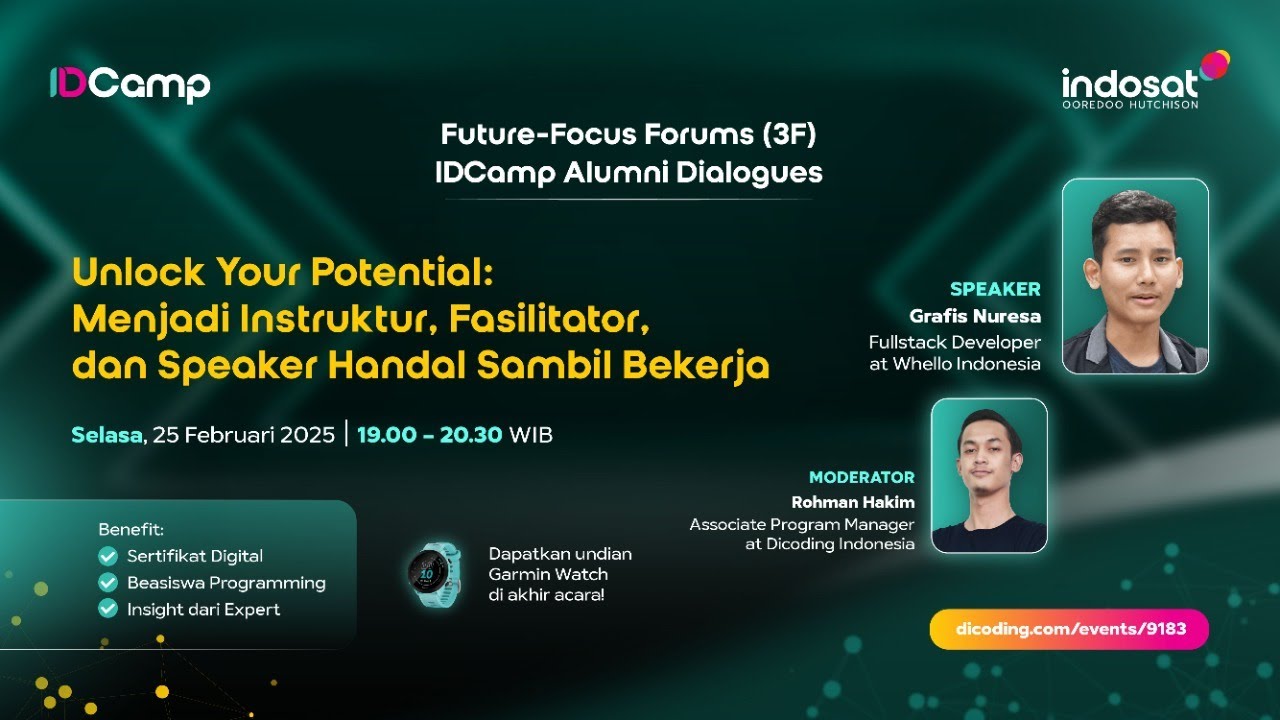 IDCamp
indosat
OOREDOO HUTCHISON
Future-Focus Forums (3F)
IDCamp Alumni Dialogues
Unlock Your Potential:
Menjadi Instruktur, Fasilitator,
dan Speaker Handal Sambil Bekerja
Selasa, 25 Februari 2025 | 19.00 – 20.30 WIB
SPEAKER
Grafis Nuresa
Fullstack Developer
at Whello Indonesia
MODERATOR
Rohman Hakim
Associate Program Manager
at Dicoding Indonesia
Benefit:
Sertifikat Digital
Beasiswa Programming
Insight dari Expert
10
Dapatkan undian
Garmin Watch
di akhir acara!
dicoding.com/events/9183